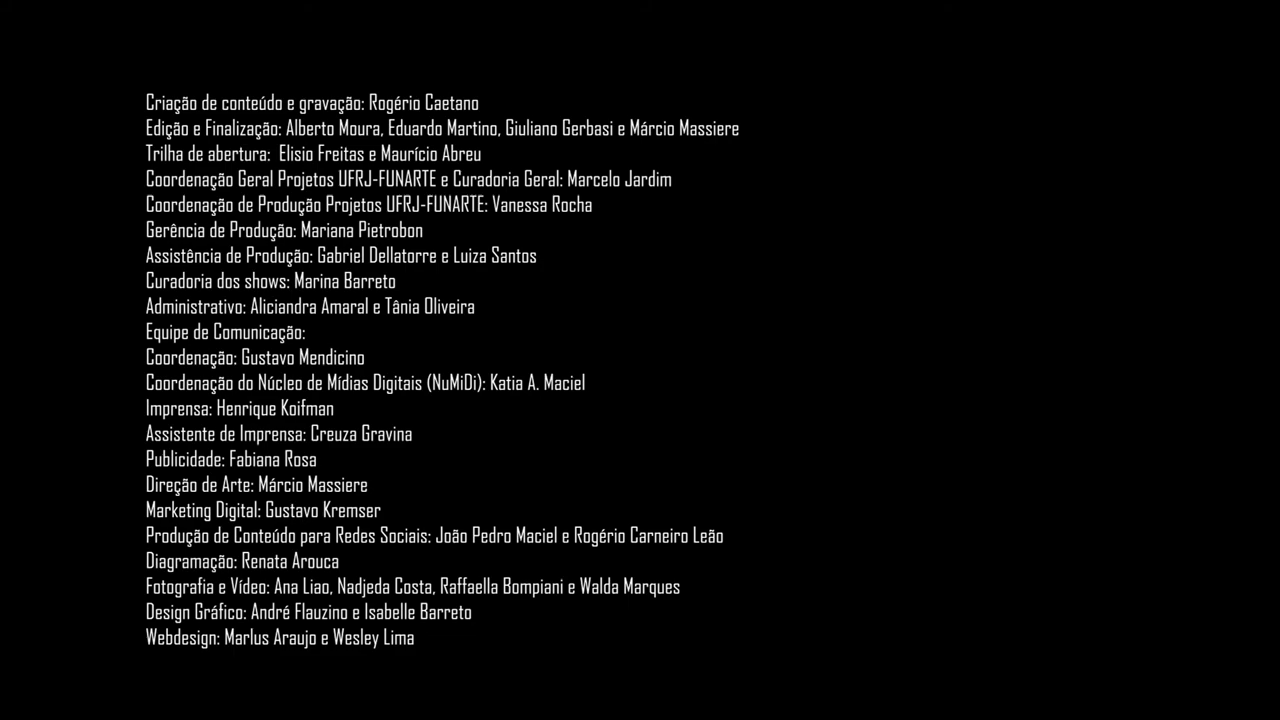 Criação de conteúdo e gravação: Rogério Caetano
Edição e Finalização: Alberto Moura, Eduardo Martino, Giuliano Gerbasi e Márcio Massiere
Trilha de abertura:  Elisio Freitas e Maurício Abreu
Coordenação Geral Projetos UFRJ-FUNARTE e Curadoria Geral: Marcelo Jardim
Coordenação de Produção Projetos UFRJ-FUNARTE: Vanessa Rocha
Gerência de Produção: Mariana Pietrobon
Assistência de Produção: Gabriel Dellatorre e Luiza Santos
Curadoria dos shows: Marina Barreto
Administrativo: Aliciandra Amaral e Tânia Oliveira
Equipe de Comunicação:
Coordenação: Gustavo Mendicino
Coordenação do Núcleo de Mídias Digitais (NuMiDi): Katia A. Maciel
Imprensa: Henrique Koifman
Assistente de Imprensa: Creuza Gravina
Publicidade: Fabiana Rosa
Direção de Arte: Márcio Massiere
Marketing Digital: Gustavo Kremser
Produção de Conteúdo para Redes Sociais: João Pedro Maciel e Rogério Carneiro Leão
Diagramação: Renata Arouca
Fotografia e Vídeo: Ana Liao, Nadjeda Costa, Raffaella Bompiani e Walda Marques
Design Gráfico: André Flauzino e Isabelle Barreto
Webdesign: Marlus Araujo e Wesley Lima